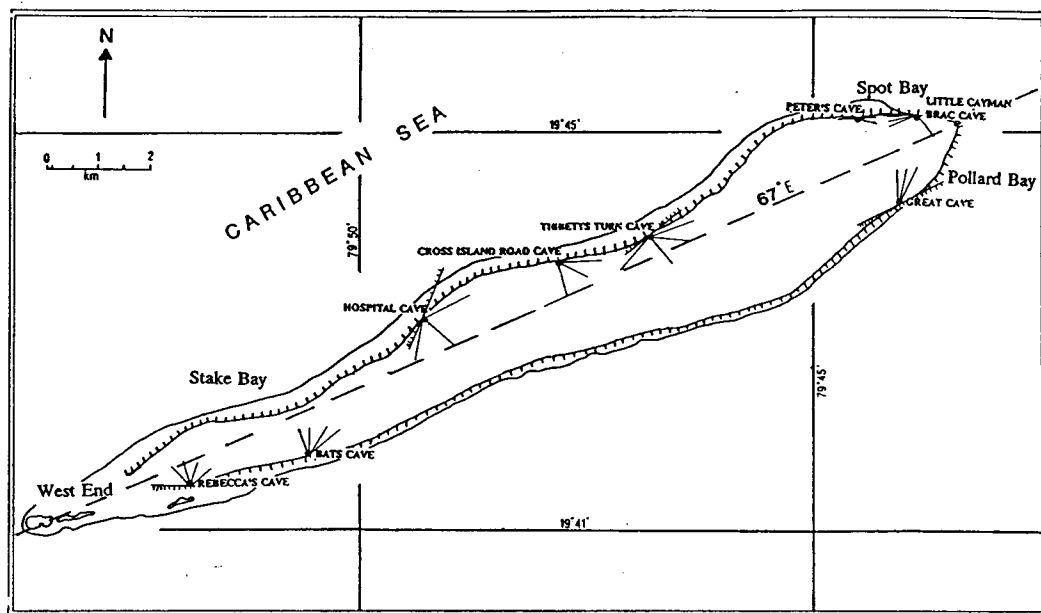 N
Spot Bay
PETER'S CAVE
LITTLE CAYMAN
BRAC CAVE
19°45'
0 1 2
km
CARIBBEAN SEA
67°E
Pollard Bay
GREAT CAVE
TIBBETTS TURN CAVE
79°50'
CROSS ISLAND ROAD CAVE
HOSPITAL CAVE
79°45'
Stake Bay
BATS CAVE
REBECCA'S CAVE
West End
19°41'